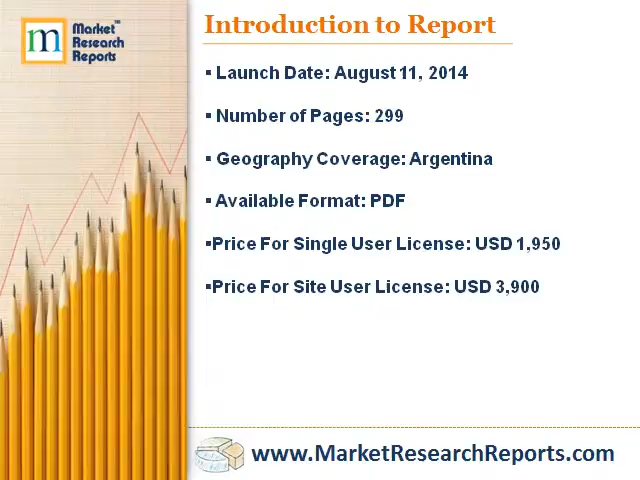 m
Market™
Research
Reports
Introduction to Report
▪ Launch Date: August 11, 2014
▪ Number of Pages: 299
▪ Geography Coverage: Argentina
▪ Available Format: PDF
▪Price For Single User License: USD 1,950
▪Price For Site User License: USD 3,900
www.MarketResearchReports.com